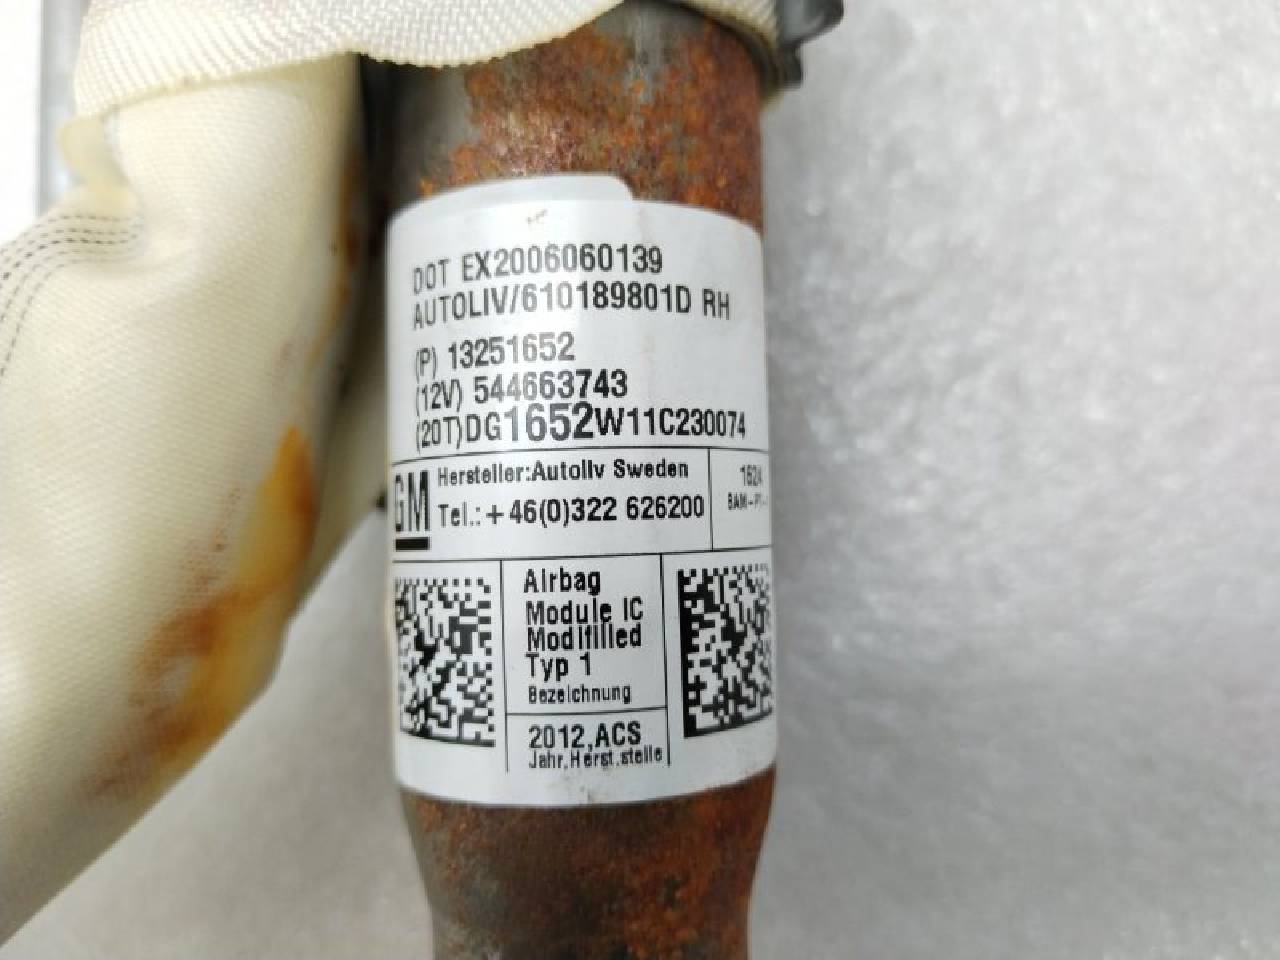 DOT EX2006060139
AUTOLIV/610189801D RH
(P) 13251652
(12V) 544663743
(20T)DG1652W11C230074
GM
Hersteller:Autoliv Sweden
Tel.:+46(0)322 626200
Airbag
Module IC
Modifilled
Typ 1
Bezeichnung
2012,ACS
Jahr,Herst.stelle